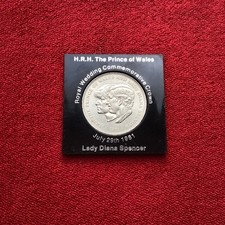 H.R.H. The Prince of Wales
Royal Wedding Commemorative Crown
July 29th 1981
Lady Diana Spencer